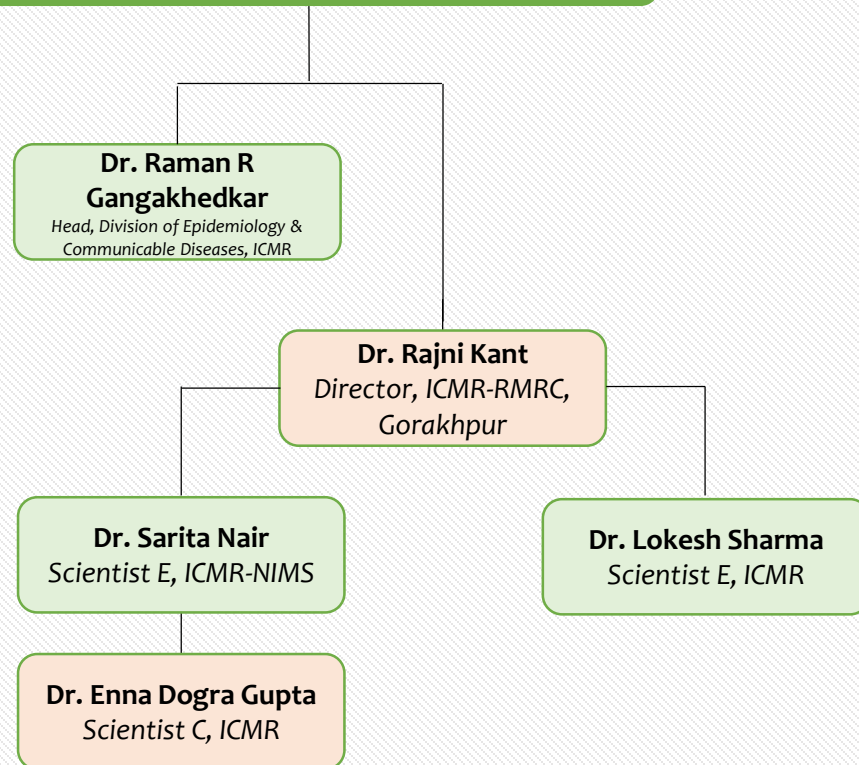 Dr. Raman R
Gangakhedkar
Head, Division of Epidemiology &
Communicable Diseases, ICMR
Dr. Rajni Kant
Director, ICMR-RMRC,
Gorakhpur
Dr. Sarita Nair
Scientist E, ICMR-NIMS
Dr. Lokesh Sharma
Scientist E, ICMR
Dr. Enna Dogra Gupta
Scientist C, ICMR